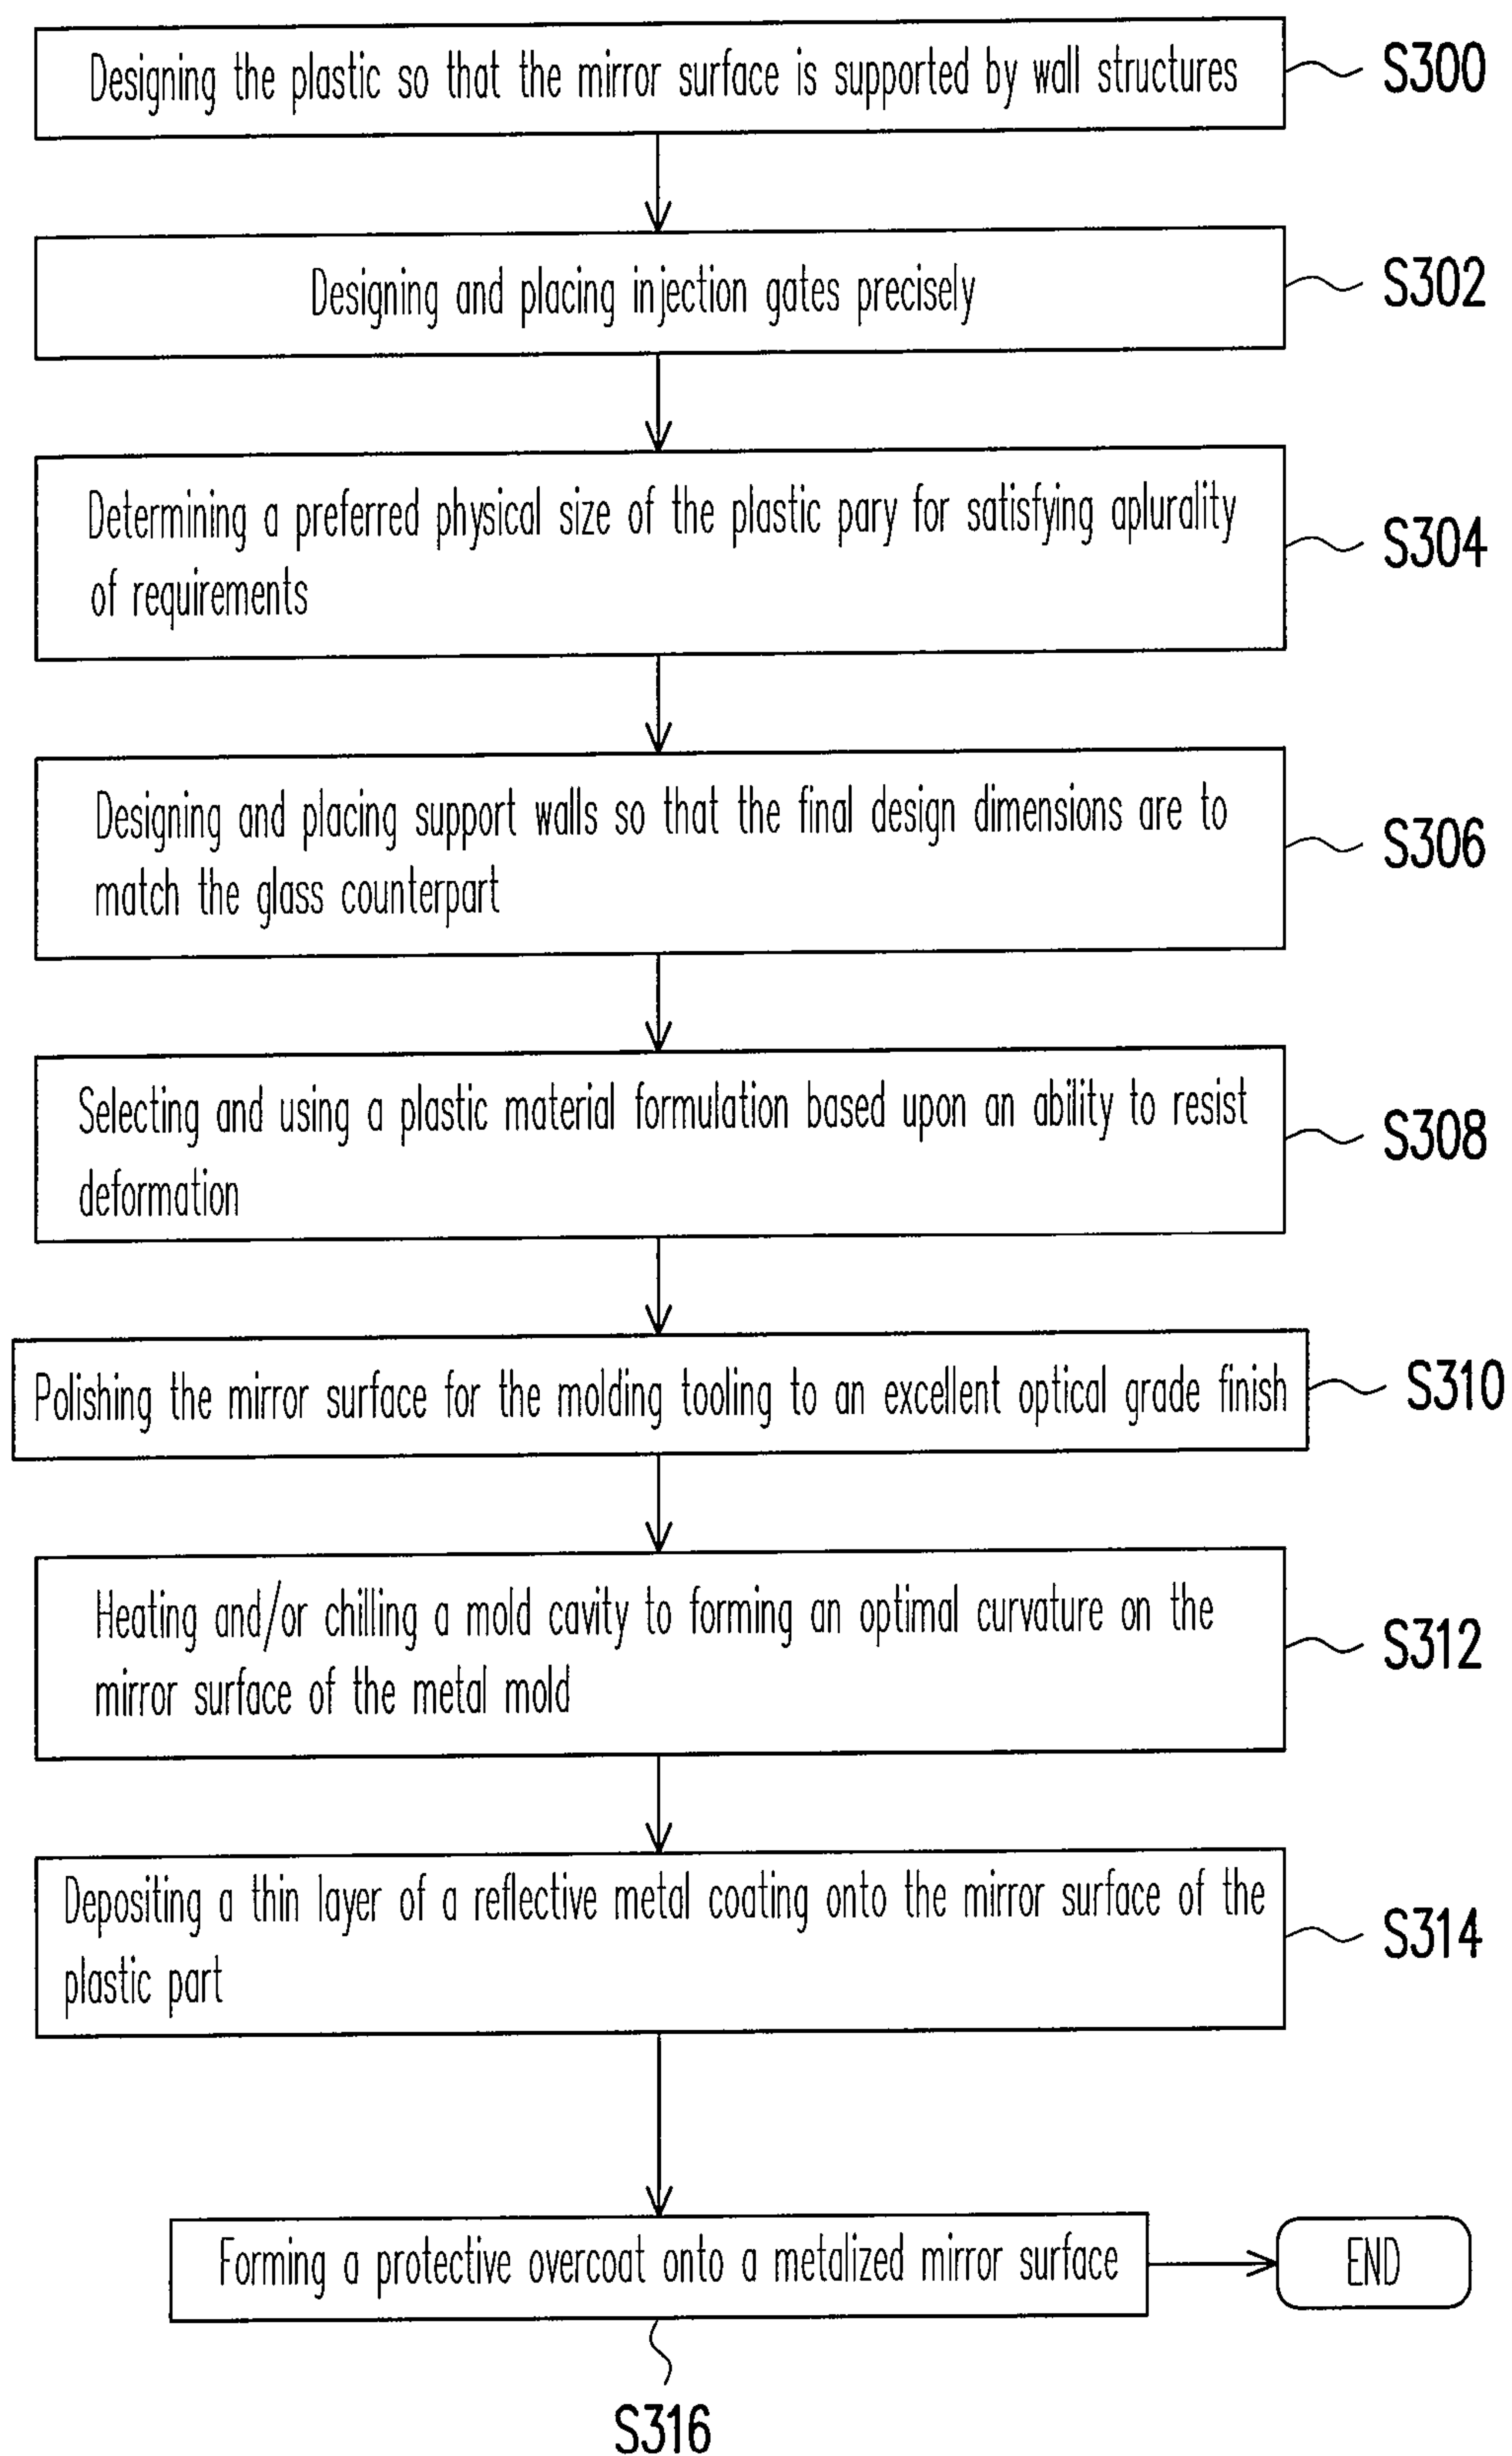 Designing the plastic so that the mirror surface is supported by wall structures
S300
Designing and placing injection gates precisely
S302
Determining a preferred physical size of the plastic pary for satisfying aplurality
of requirements
S304
Designing and placing support walls so that the final design dimensions are to
match the glass counterpart
S306
Selecting and using a plastic material formulation based upon an ability to resist
deformation
S308
Polishing the mirror surface for the molding tooling to an excellent optical grade finish
S310
Heating and/or chilling a mold cavity to forming an optimal curvature on the
mirror surface of the metal mold
S312
Depositing a thin layer of a reflective metal coating onto the mirror surface of the
plastic part
S314
Forming a protective overcoat onto a metalized mirror surface
END
S316